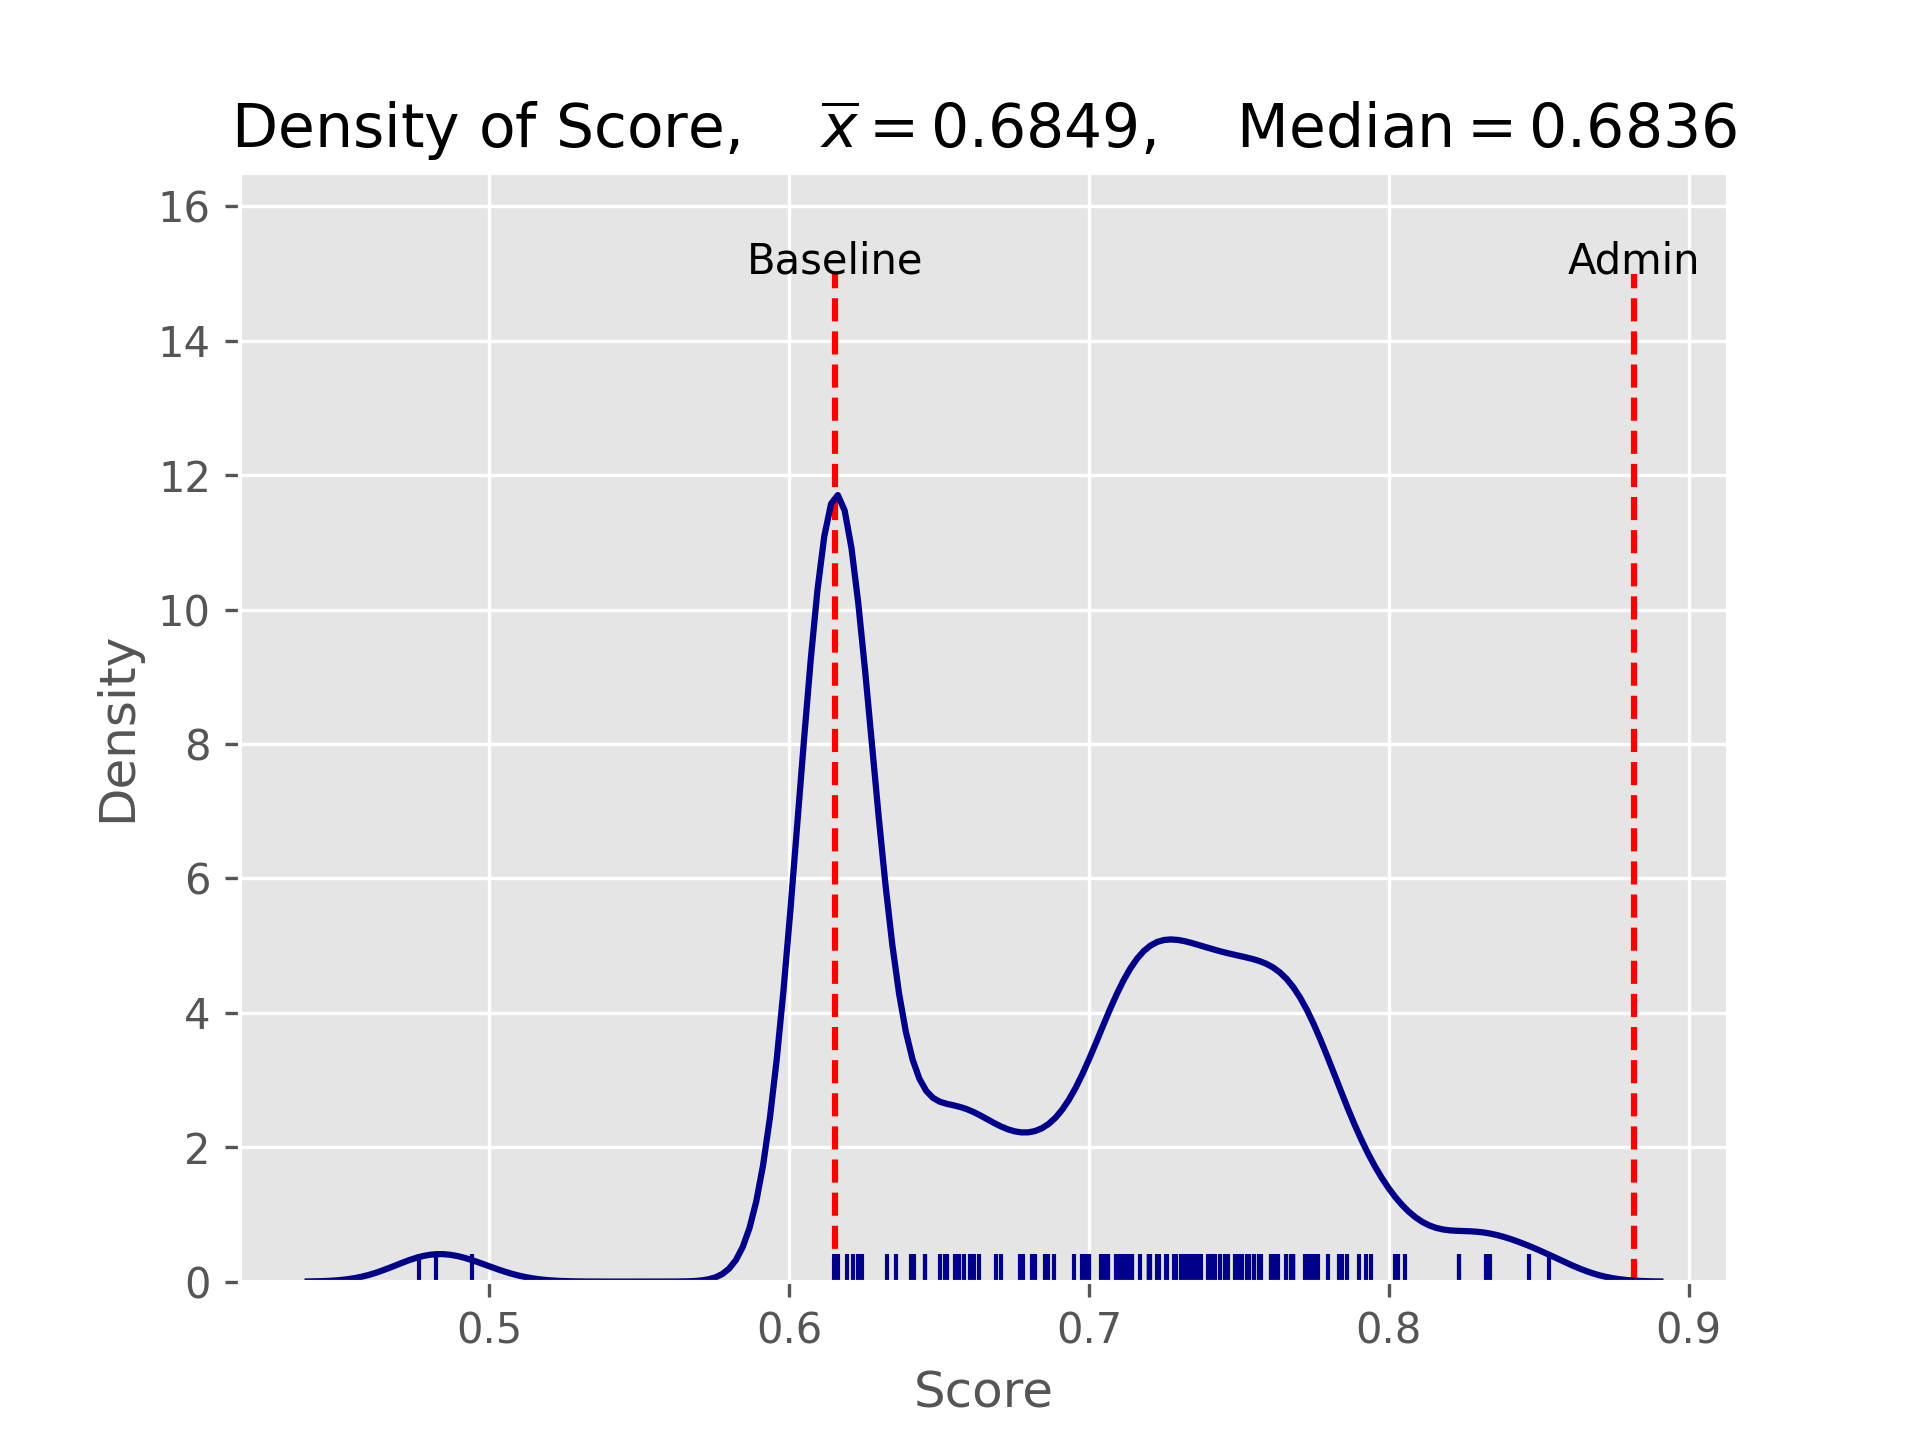 Density of Score, x̅ = 0.6849, Median = 0.6836
16
Baseline Admin
14
12
10
8
6
4
2
0
Density
0.5 0.6 0.7 0.8 0.9
Score